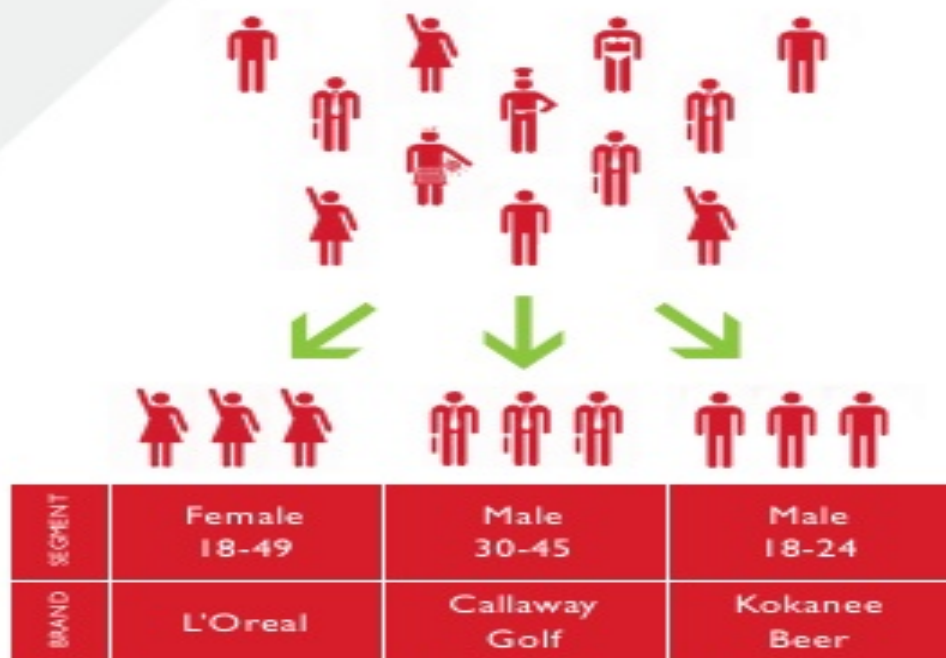 SEGMENT
Female
18-49
Male
30-45
Male
18-24
BRAND
L'Oreal
Callaway
Golf
Kokanee
Beer